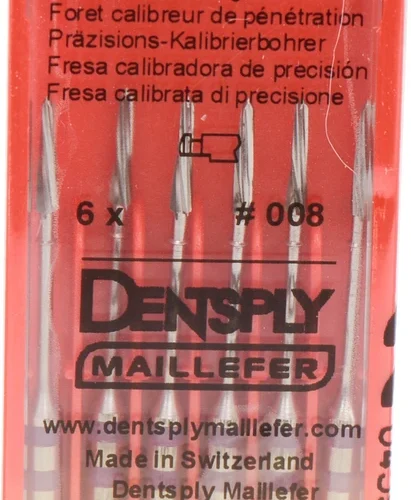 Foret calibreur de pénétration
Präzisions-Kalibrierbohrer
Fresa calibradora de precisión
Fresa calibrata di precisione
6 x # 008
DENTSPLY
MAILLEFER
www.dentsplymaillefer.com
Made in Switzerland
Dentsply Maillefer